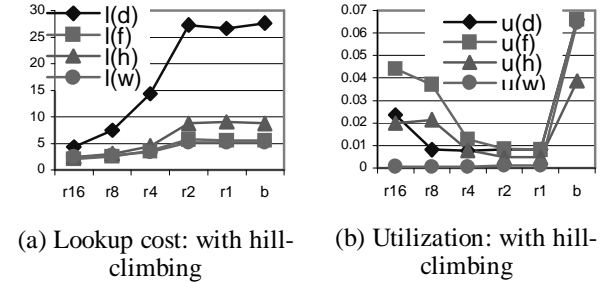 30
25
20
15
10
5
0
l(d)
l(f)
l(h)
l(w)
r16 r8 r4 r2 r1 b
(a) Lookup cost: with hill-
climbing
0.07
0.06
0.05
0.04
0.03
0.02
0.01
0
u(d)
u(f)
u(h)
u(w)
r16 r8 r4 r2 r1 b
(b) Utilization: with hill-
climbing